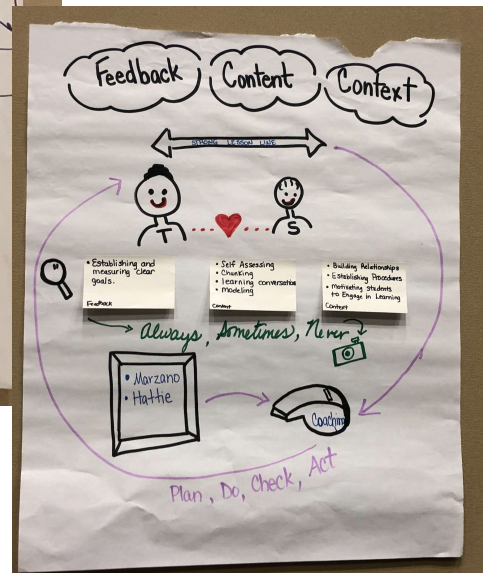 Feedback
Content
Context
STRONG LESSON LINE
T
S
• Establishing and
measuring clear
goals.
Feedback
• Self Assessing
• Chunking
• learning conversation
• Modeling
Content
• Building Relationships
• Establishing Procedures
• Motivating students
to Engage in Learning
Context
Always, Sometimes, Never
• Marzano
• Hattie
Coaching
Plan, Do, Check, Act